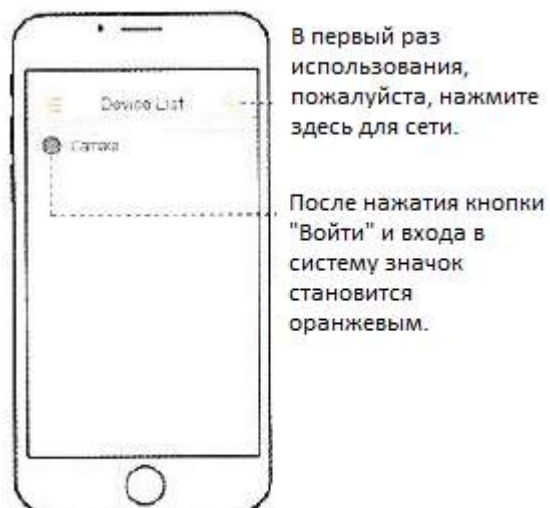 Device List
В первый раз
использования,
пожалуйста, нажмите
здесь для сети.
После нажатия кнопки
"Войти" и входа в
систему значок
становится
оранжевым.